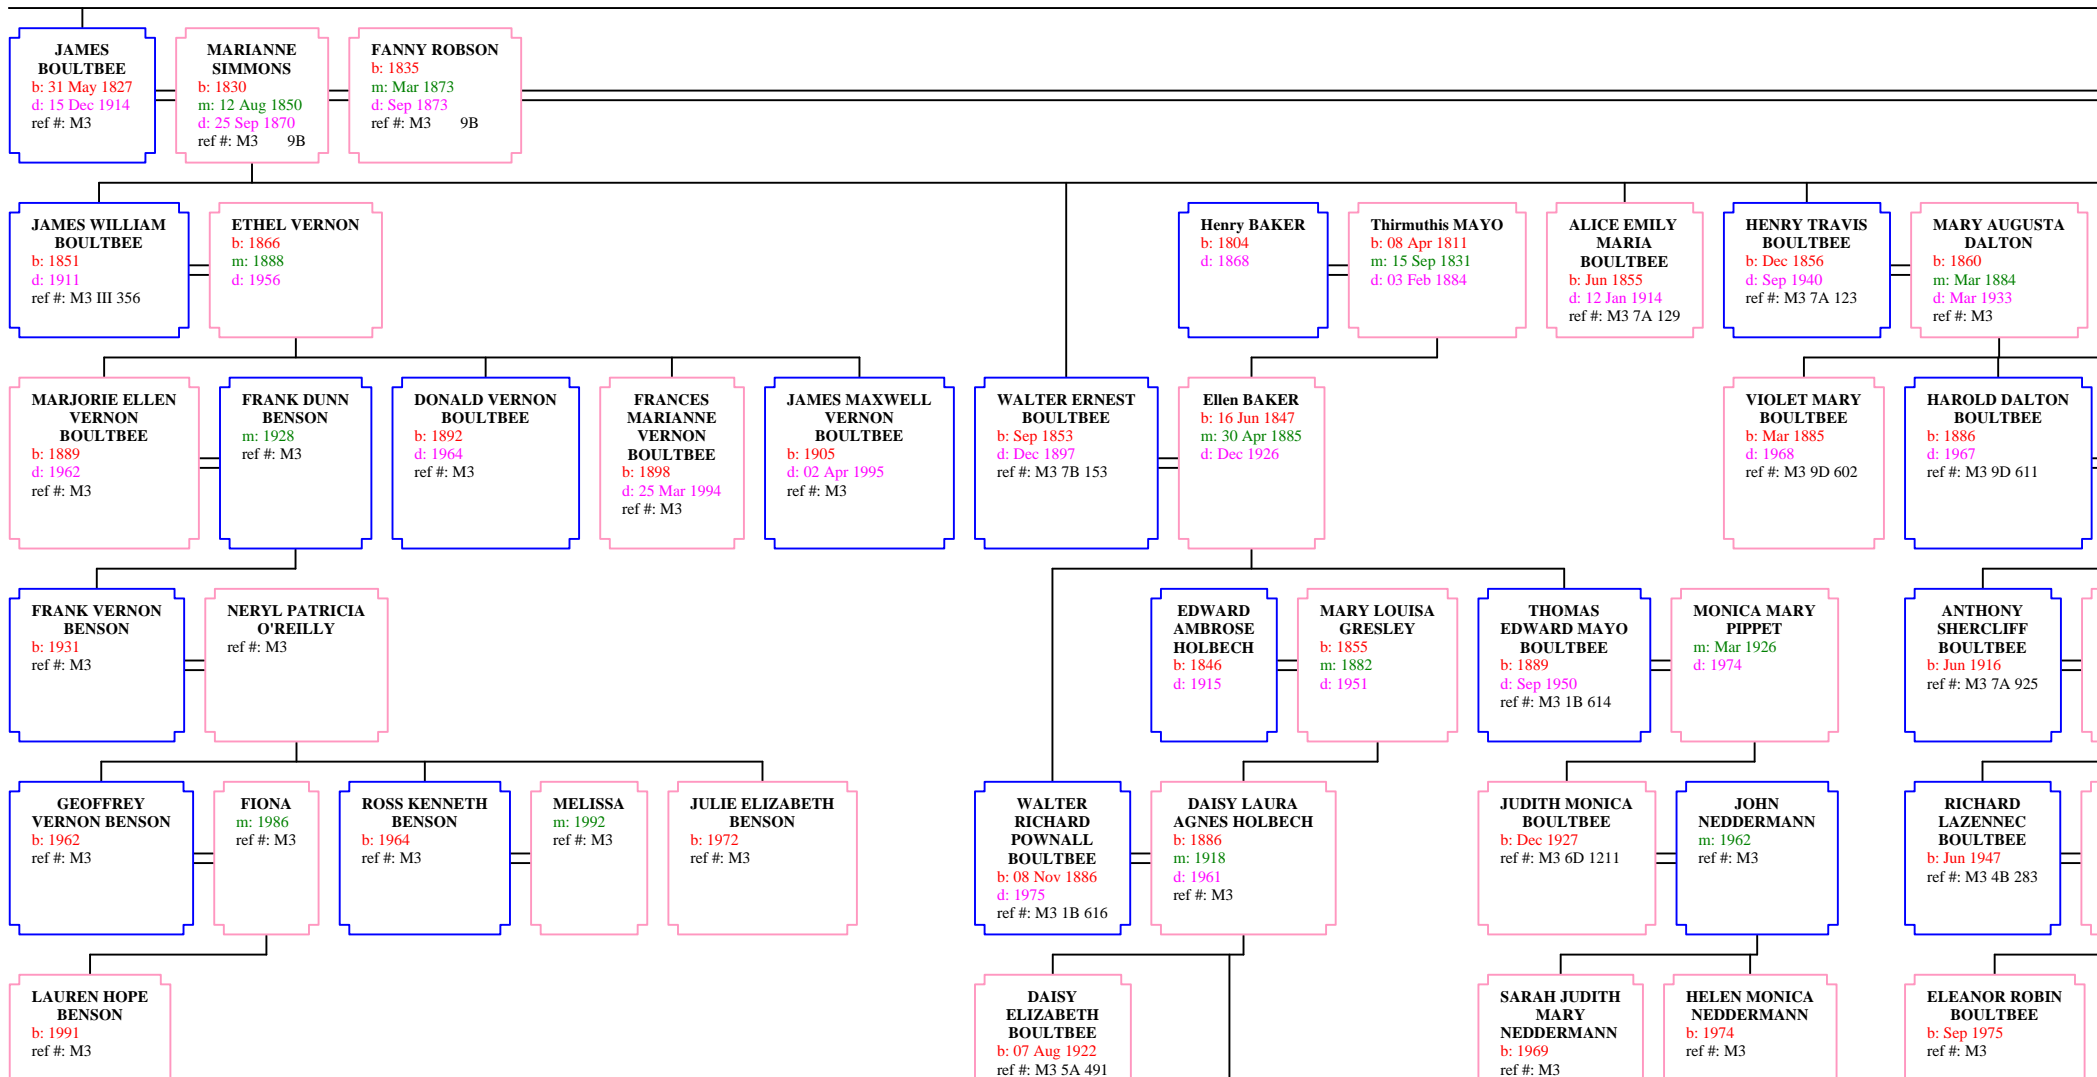 JAMES
BOULTBEE
b: 31 May 1827
d: 15 Dec 1914
ref #: M3
MARIANNE
SIMMONS
b: 1830
m: 12 Aug 1850
d: 25 Sep 1870
ref #: M3 9B
FANNY ROBSON
b: 1835
m: Mar 1873
d: Sep 1873
ref #: M3 9B
JAMES WILLIAM
BOULTBEE
b: 1851
d: 1911
ref #: M3 III 356
ETHEL VERNON
b: 1866
m: 1888
d: 1956
Henry BAKER
b: 1804
d: 1868
Thirmuthis MAYO
b: 08 Apr 1811
m: 15 Sep 1831
d: 03 Feb 1884
ALICE EMILY
MARIA
BOULTBEE
b: Jun 1855
d: 12 Jan 1914
ref #: M3 7A 129
HENRY TRAVIS
BOULTBEE
b: Dec 1856
d: Sep 1940
ref #: M3 7A 123
MARY AUGUSTA
DALTON
b: 1860
m: Mar 1884
d: Mar 1933
ref #: M3
MARJORIE ELLEN
VERNON
BOULTBEE
b: 1889
d: 1962
ref #: M3
FRANK DUNN
BENSON
m: 1928
ref #: M3
DONALD VERNON
BOULTBEE
b: 1892
d: 1964
ref #: M3
FRANCES
MARIANNE
VERNON
BOULTBEE
b: 1898
d: 25 Mar 1994
ref #: M3
JAMES MAXWELL
VERNON
BOULTBEE
b: 1905
d: 02 Apr 1995
ref #: M3
WALTER ERNEST
BOULTBEE
b: Sep 1853
d: Dec 1897
ref #: M3 7B 153
Ellen BAKER
b: 16 Jun 1847
m: 30 Apr 1885
d: Dec 1926
VIOLET MARY
BOULTBEE
b: Mar 1885
d: 1968
ref #: M3 9D 602
HAROLD DALTON
BOULTBEE
b: 1886
d: 1967
ref #: M3 9D 611
FRANK VERNON
BENSON
b: 1931
ref #: M3
NERYL PATRICIA
O'REILLY
ref #: M3
EDWARD
AMBROSE
HOLBECH
b: 1846
d: 1915
MARY LOUISA
GRESLEY
b: 1855
m: 1882
d: 1951
THOMAS
EDWARD MAYO
BOULTBEE
b: 1889
d: Sep 1950
ref #: M3 1B 614
MONICA MARY
PIPPET
m: Mar 1926
d: 1974
ANTHONY
SHERCLIFF
BOULTBEE
b: Jun 1916
ref #: M3 7A 925
GEOFFREY
VERNON BENSON
b: 1962
ref #: M3
FIONA
m: 1986
ref #: M3
ROSS KENNETH
BENSON
b: 1964
ref #: M3
MELISSA
m: 1992
ref #: M3
JULIE ELIZABETH
BENSON
b: 1972
ref #: M3
WALTER
RICHARD
POWNALL
BOULTBEE
b: 08 Nov 1886
d: 1975
ref #: M3 1B 616
DAISY LAURA
AGNES HOLBECH
b: 1886
m: 1918
d: 1961
ref #: M3
JUDITH MONICA
BOULTBEE
b: Dec 1927
ref #: M3 6D 1211
JOHN
NEDDERMANN
m: 1962
ref #: M3
RICHARD
LAZENNEC
BOULTBEE
b: Jun 1947
ref #: M3 4B 283
LAUREN HOPE
BENSON
b: 1991
ref #: M3
DAISY
ELIZABETH
BOULTBEE
b: 07 Aug 1922
ref #: M3 5A 491
SARAH JUDITH
MARY
NEDDERMANN
b: 1969
ref #: M3
HELEN MONICA
NEDDERMANN
b: 1974
ref #: M3
ELEANOR ROBIN
BOULTBEE
b: Sep 1975
ref #: M3